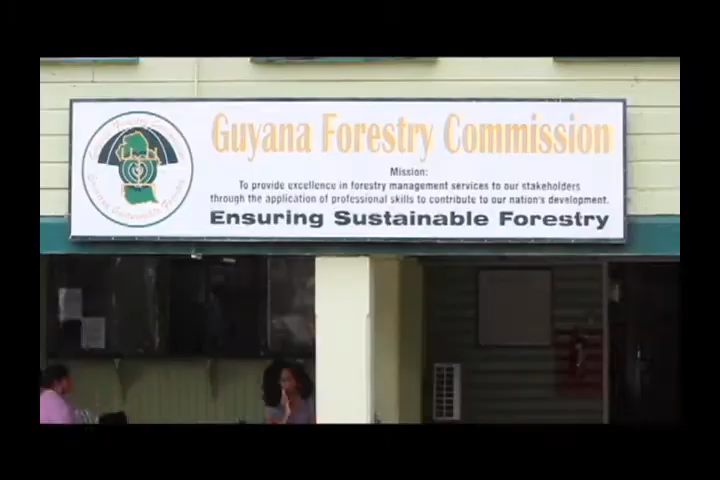 Guyana Forestry Commission
Mission:
To provide excellence in forestry management services to our stakeholders
through the application of professional skills to contribute to our nation's development.
Ensuring Sustainable Forestry